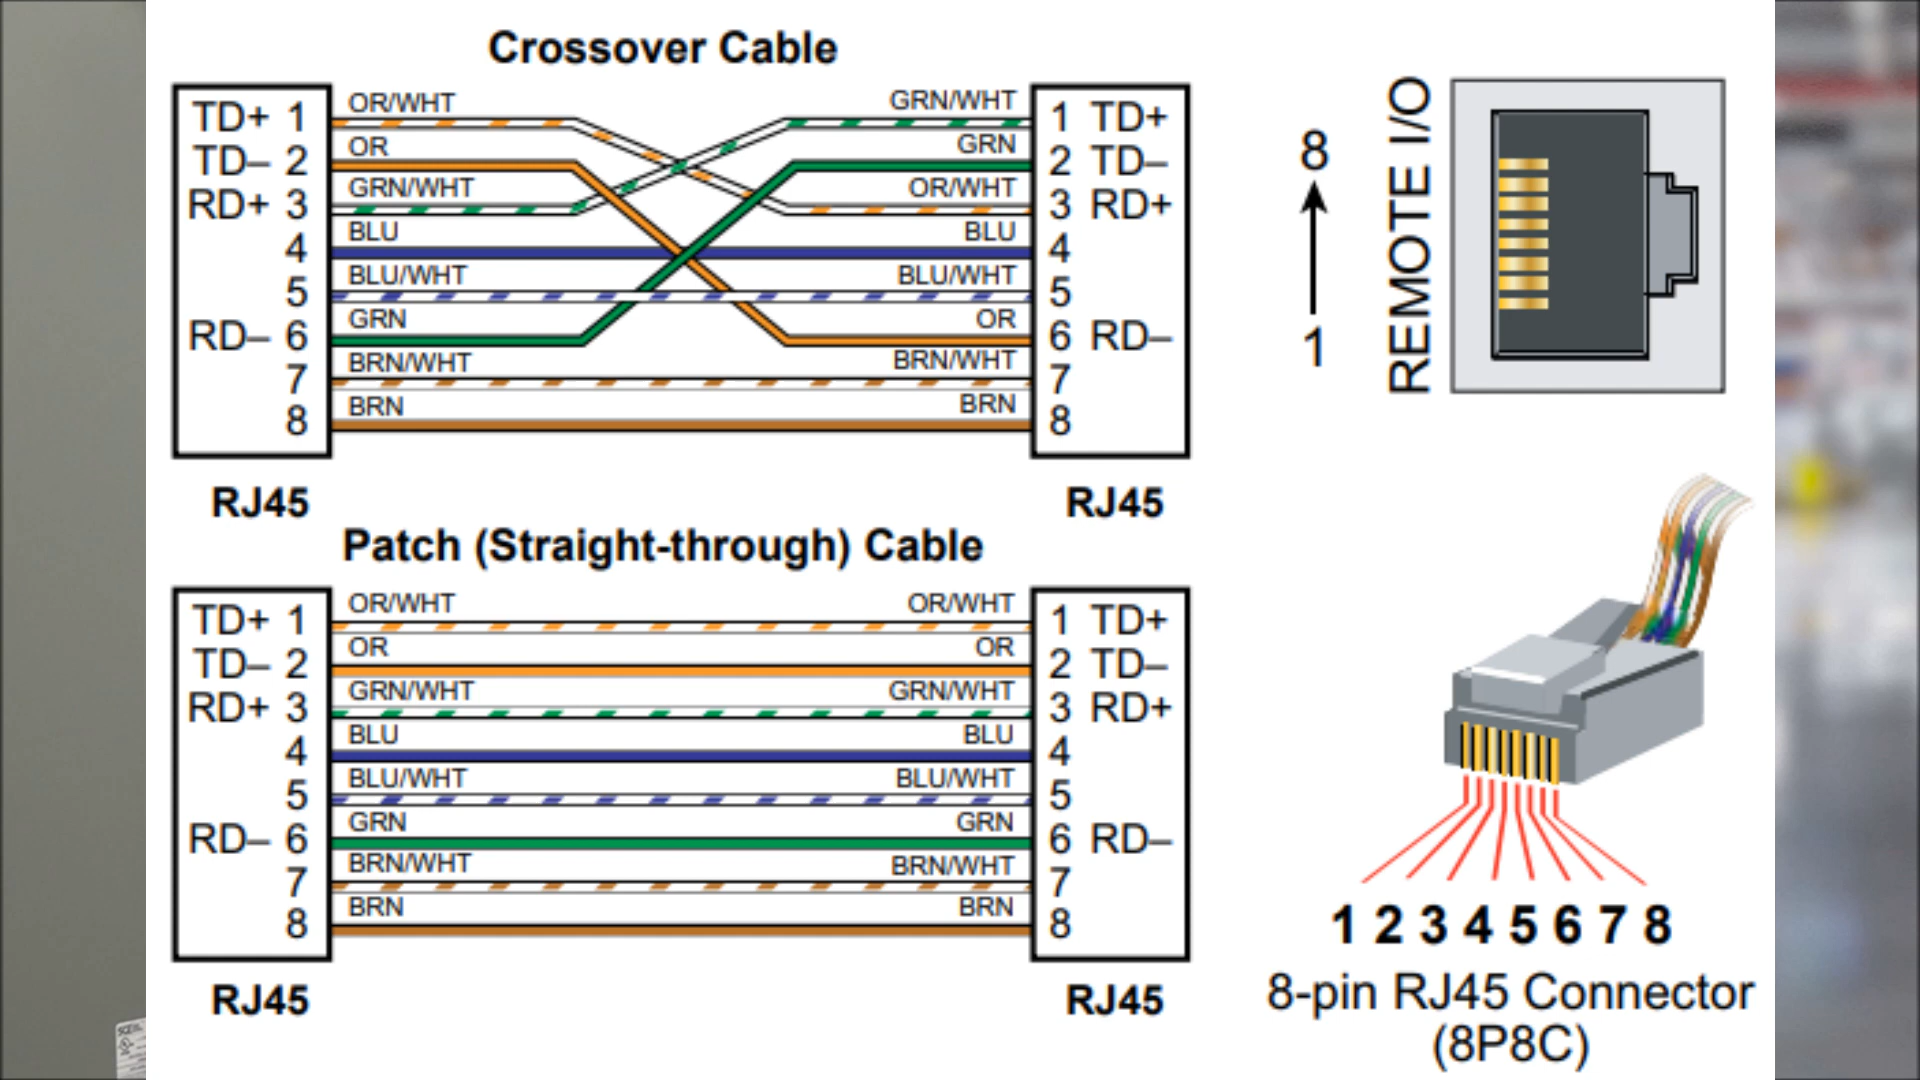 Crossover Cable
TD+ 1 OR/WHT GRN/WHT 1 TD+
TD– 2 OR GRN 2 TD–
RD+ 3 GRN/WHT OR/WHT 3 RD+
4 BLU BLU 4
5 BLU/WHT BLU/WHT 5
RD– 6 GRN OR 6 RD–
7 BRN/WHT BRN/WHT 7
8 BRN BRN 8
RJ45 RJ45
8
1
REMOTE I/O
Patch (Straight-through) Cable
TD+ 1 OR/WHT OR/WHT 1 TD+
TD– 2 OR OR 2 TD–
RD+ 3 GRN/WHT GRN/WHT 3 RD+
4 BLU BLU 4
5 BLU/WHT BLU/WHT 5
RD– 6 GRN GRN 6 RD–
7 BRN/WHT BRN/WHT 7
8 BRN BRN 8
RJ45 RJ45
1 2 3 4 5 6 7 8
8-pin RJ45 Connector
(8P8C)